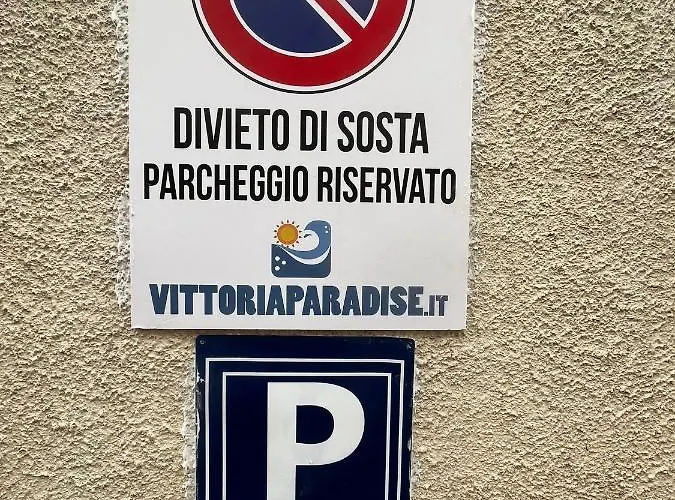 DIVIETO DI SOSTA
PARCHEGGIO RISERVATO
VITTORIAPARADISE.IT
P